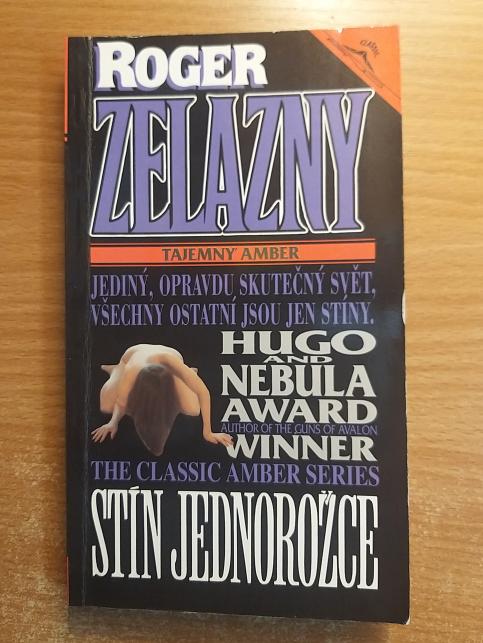 CLASSIC
ROGER
ZELAZNY
TAJEMNÝ AMBER
JEDINÝ, OPRAVDU SKUTEČNÝ SVĚT,
VŠECHNY OSTATNÍ JSOU JEN STÍNY.
HUGO
AND
NEBULA
AWARD
AUTHOR OF THE GUNS OF AVALON
WINNER
THE CLASSIC AMBER SERIES
STÍN JEDNOROŽCE